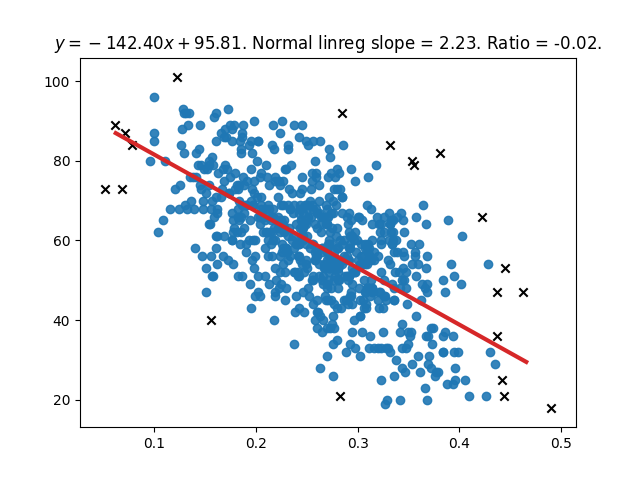 y = − 142.40x + 95.81. Normal linreg slope = 2.23. Ratio = -0.02.
100
80
60
40
20
0.1 0.2 0.3 0.4 0.5